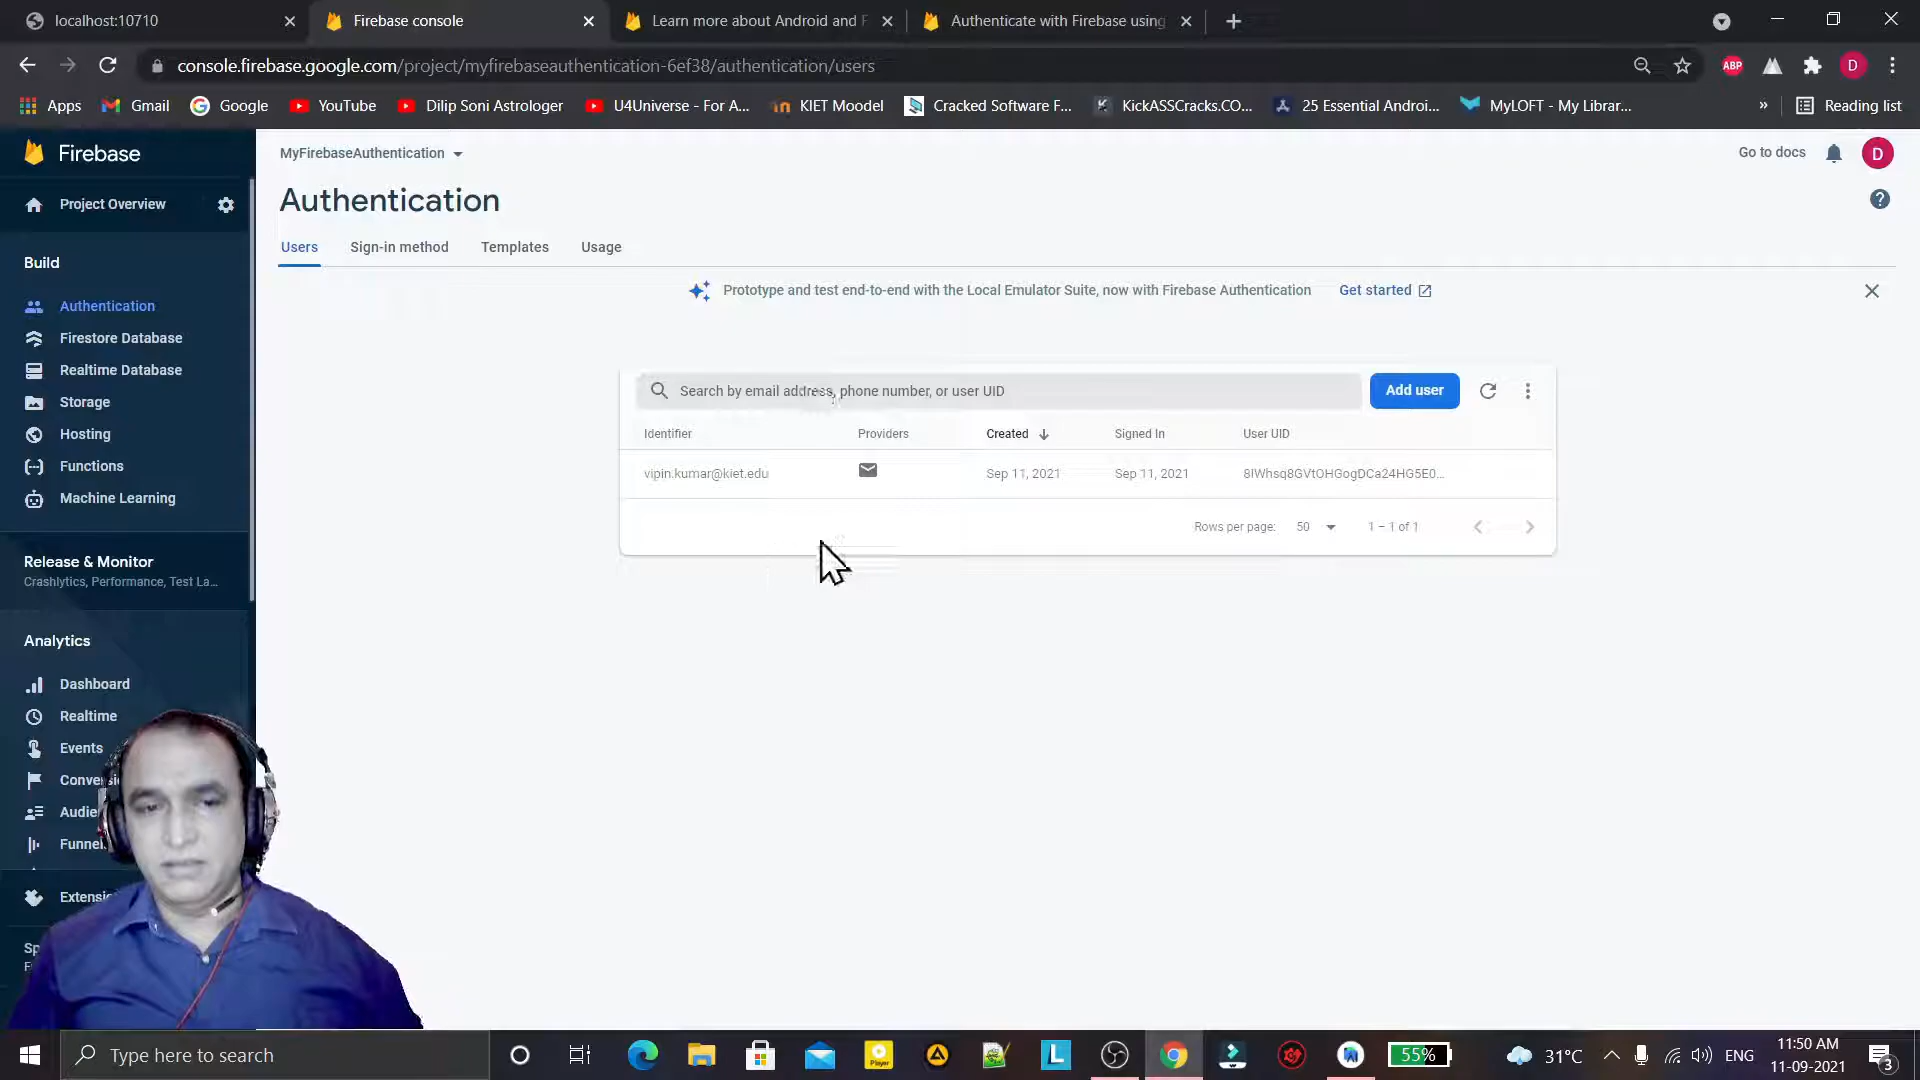 localhost:10710
Firebase console
Learn more about Android and F
Authenticate with Firebase using
console.firebase.google.com/project/myfirebaseauthentication-6ef38/authentication/users
ABP
D
Apps
Gmail
Google
YouTube
Dilip Soni Astrologer
U4Universe - For A...
KIET Moodel
Cracked Software F...
KickASSCracks.CO...
25 Essential Androi...
MyLOFT - My Librar...
»
Reading list
Firebase
MyFirebaseAuthentication
Go to docs
D
Project Overview
Authentication
?
Users
Sign-in method
Templates
Usage
Build
Prototype and test end-to-end with the Local Emulator Suite, now with Firebase Authentication
Get started
Authentication
Firestore Database
Realtime Database
Storage
Hosting
Functions
Machine Learning
Search by email address, phone number, or user UID
Add user
Identifier
Providers
Created
Signed In
User UID
vipin.kumar@kiet.edu
Sep 11, 2021
Sep 11, 2021
Rows per page:
50
1 – 1 of 1
Release & Monitor
Crashlytics, Performance, Test La...
Analytics
Dashboard
Realtime
Events
Conversi
Audie
Funnel
Extensi
Sp
Type here to search
L
Player
55%
31°C
ENG
11:50 AM
11-09-2021
3